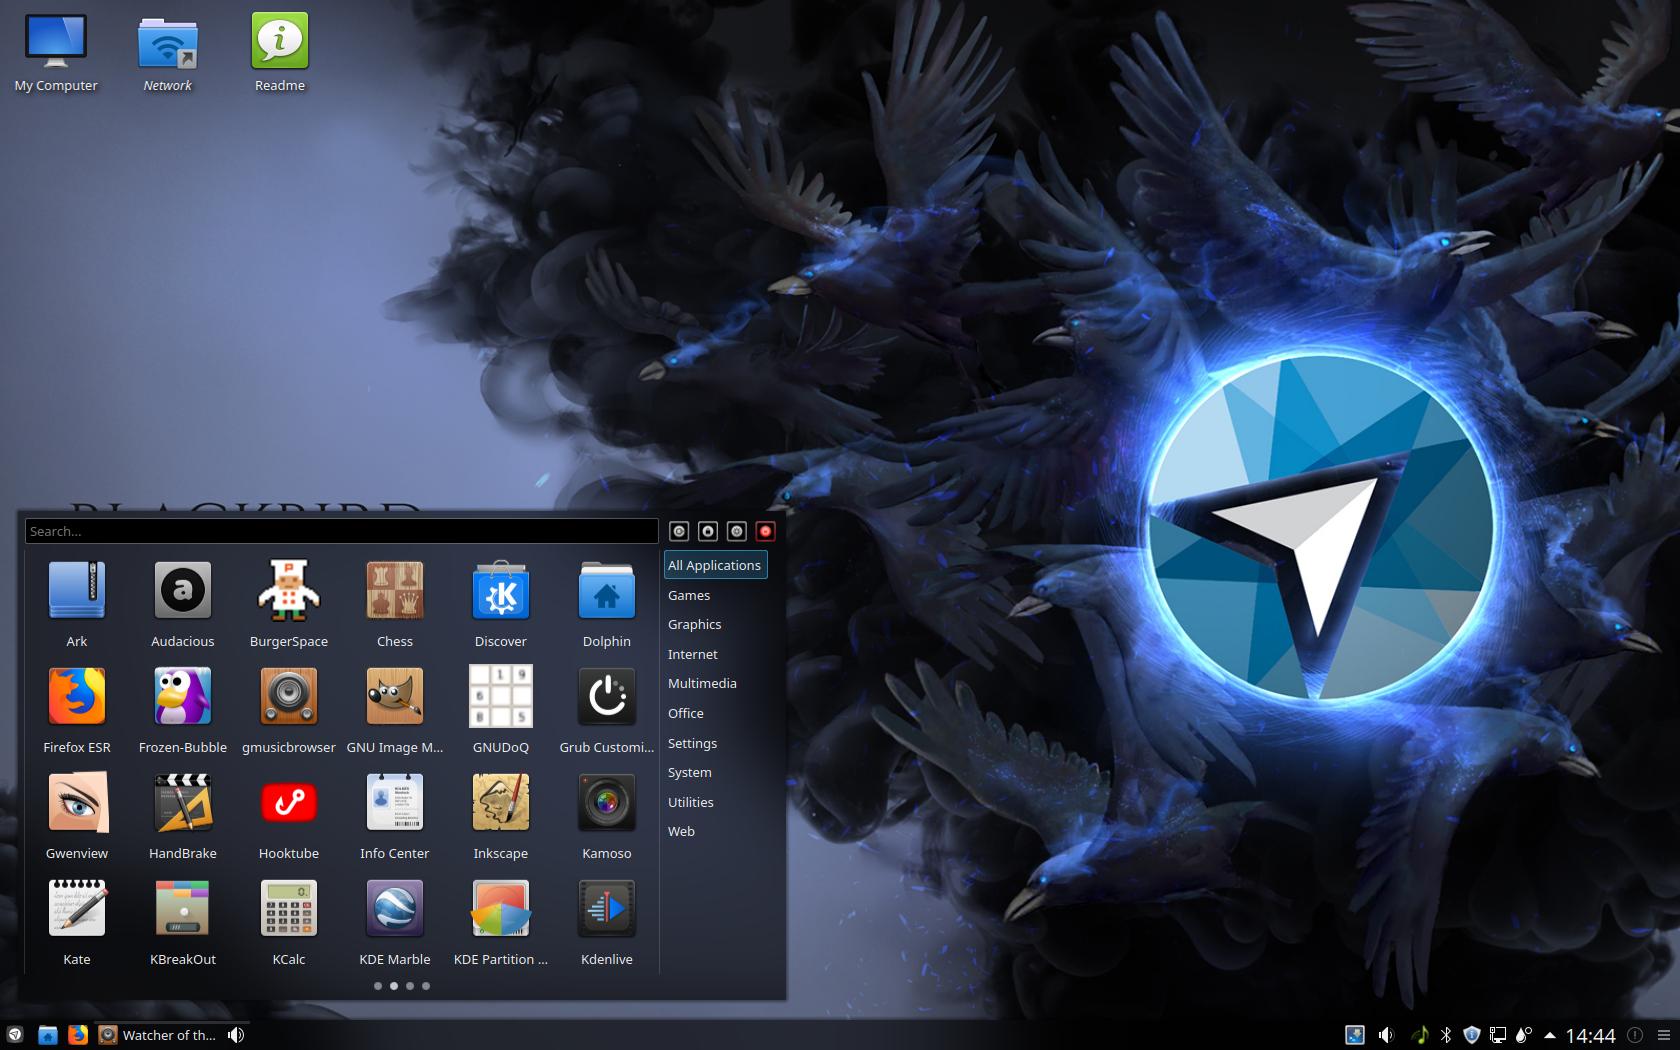 My Computer
Network
Readme
BLACKBIRD
Search...
All Applications
Games
Graphics
Internet
Multimedia
Office
Settings
System
Utilities
Web
Ark
Audacious
BurgerSpace
Chess
Discover
Dolphin
Firefox ESR
Frozen-Bubble
gmusicbrowser
GNU Image M...
GNUDoQ
Grub Customi...
Gwenview
HandBrake
Hooktube
Info Center
Inkscape
Kamoso
Kate
KBreakOut
KCalc
KDE Marble
KDE Partition ...
Kdenlive
Watcher of th...
14:44